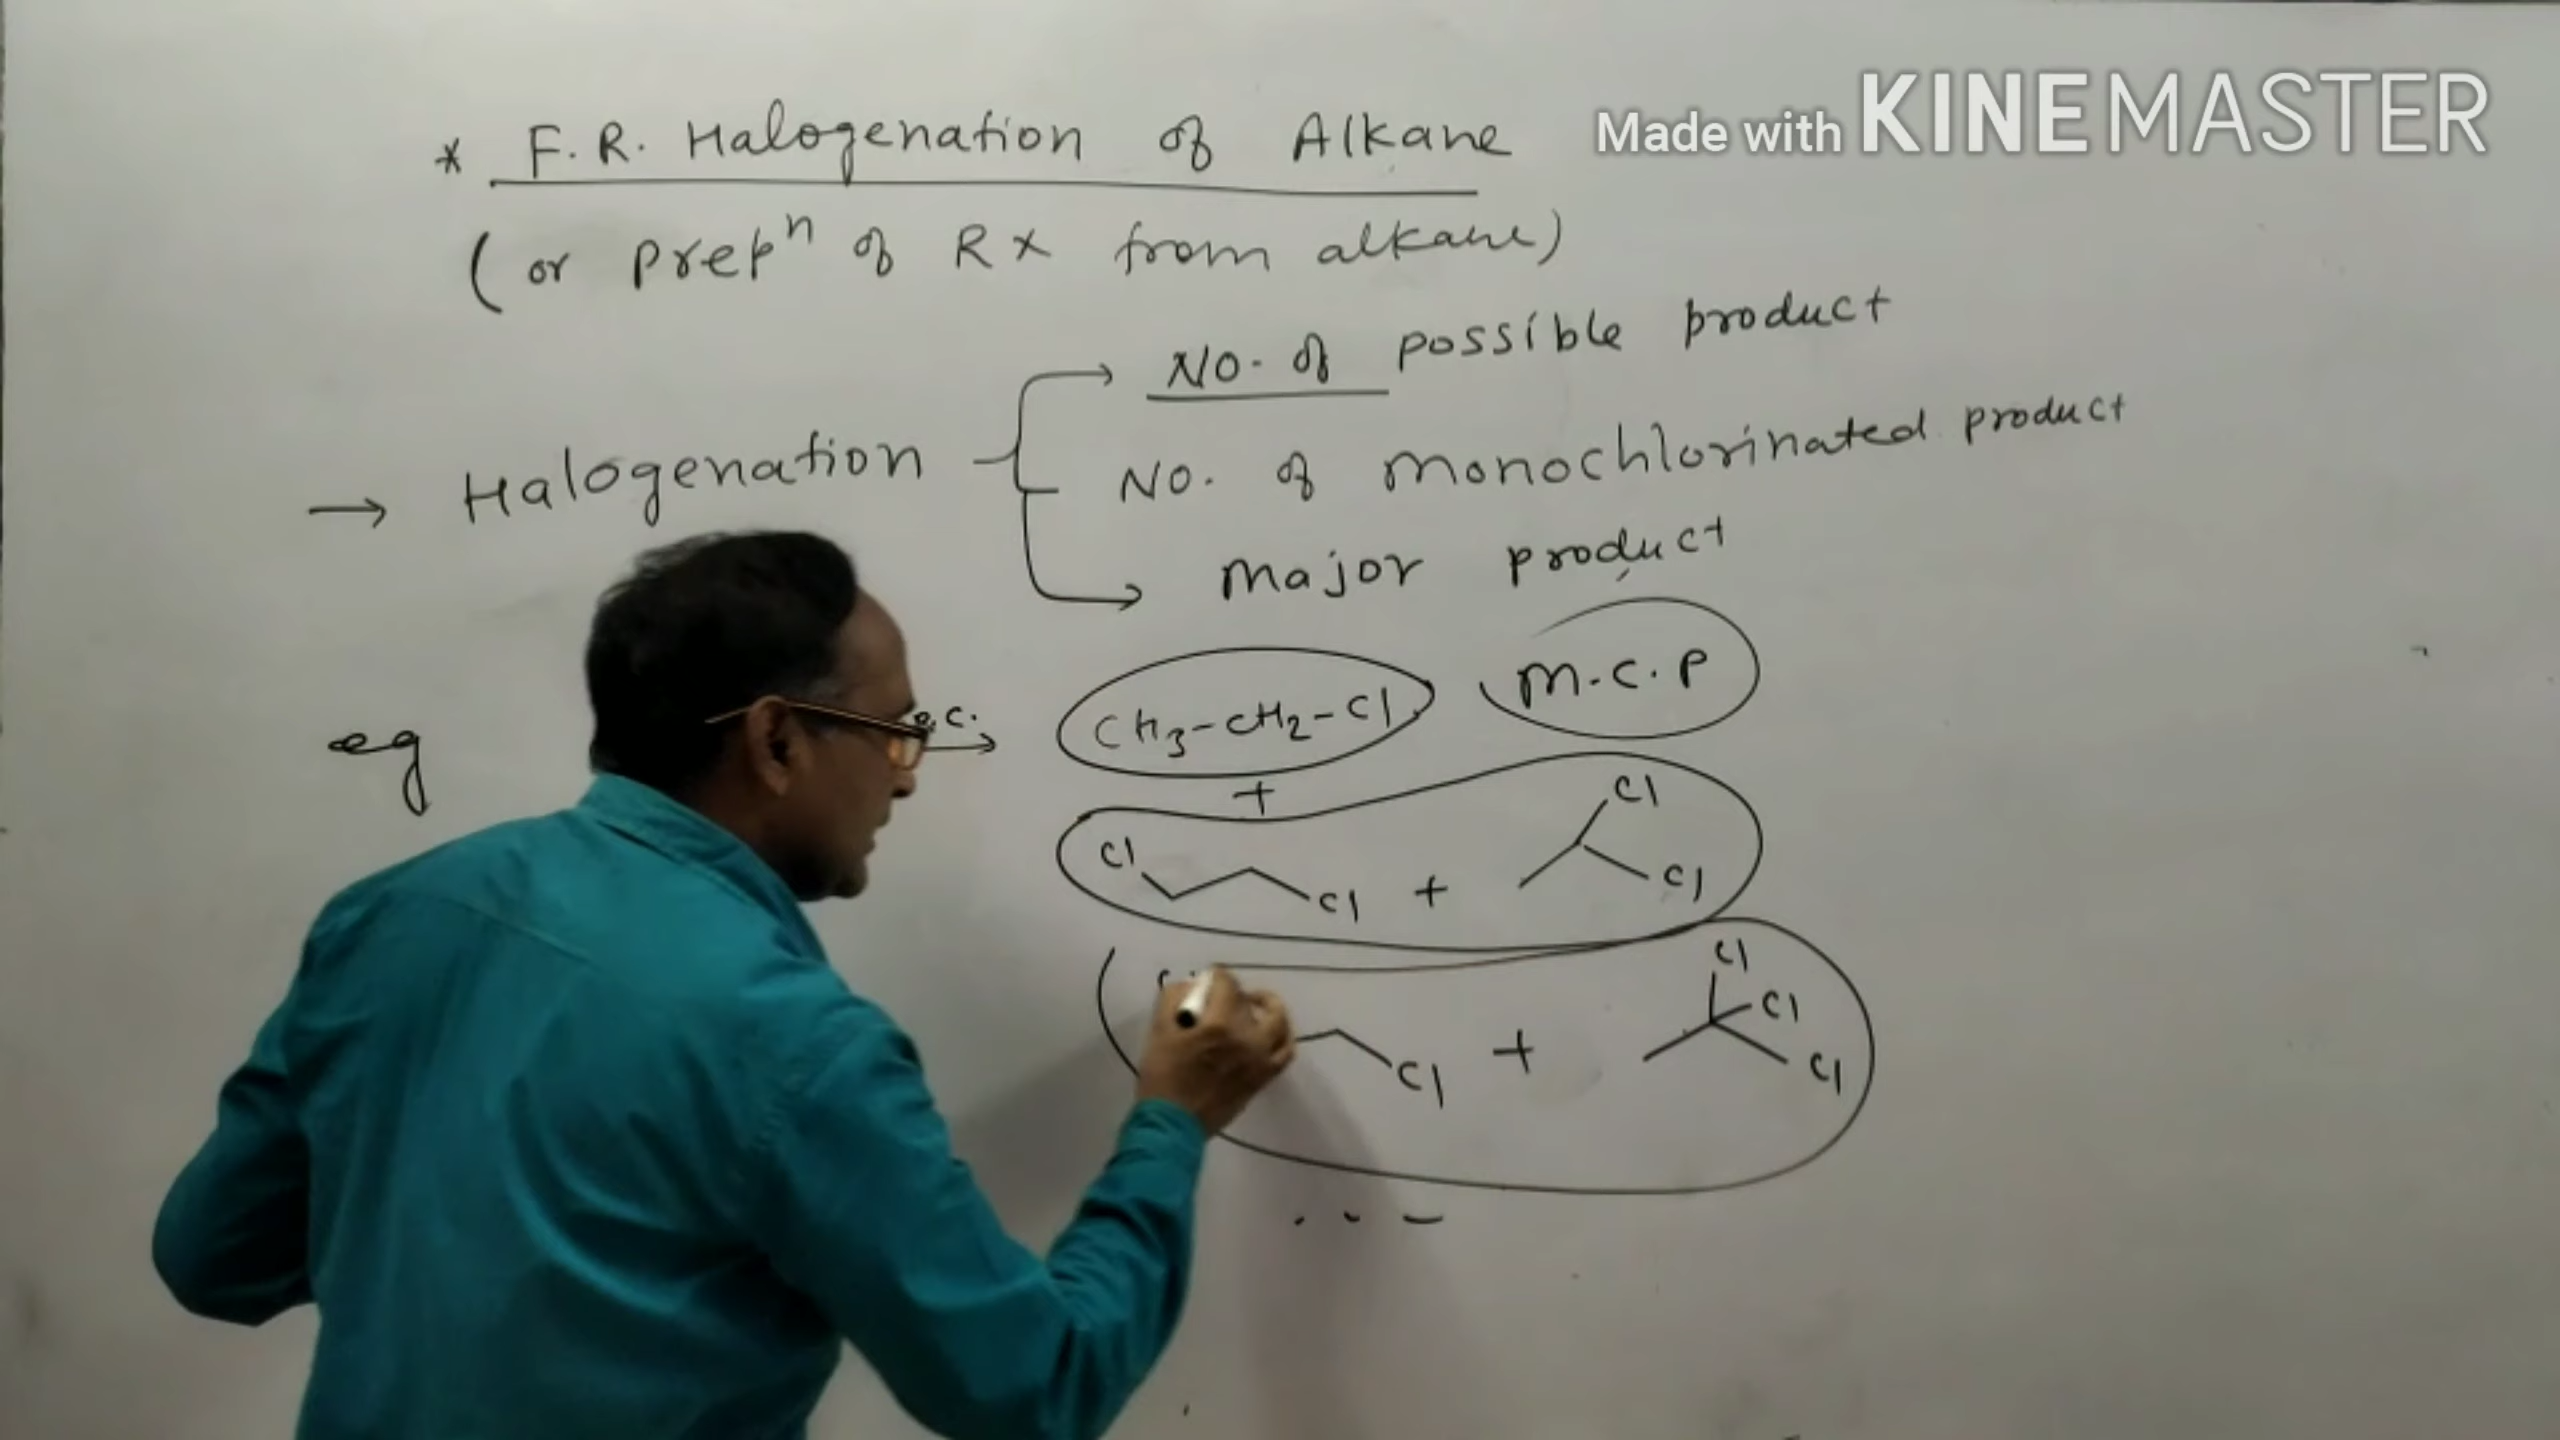 Made with KINEMASTER
* F.R. Halogenation of Alkane
(or prepⁿ of RX from alkane)
→ Halogenation → No. of possible product
No. of monochlorinated product
→ Major product
eg → CH3-CH2-Cl M.C.P
+
Cl Cl + Cl Cl
Cl + Cl Cl Cl
. . -